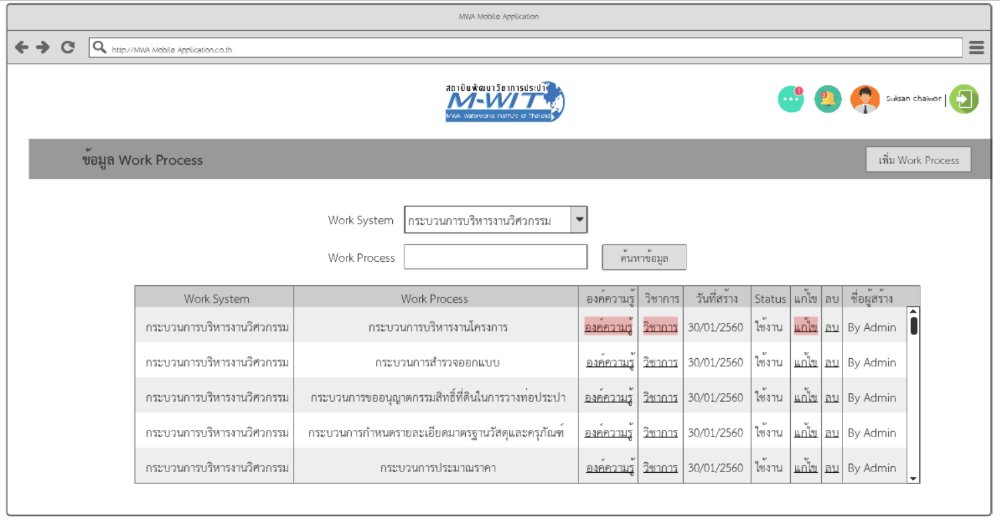 MWA Mobile Application
http://MWA Mobile Application.co.th
สถาบันพัฒนาวิชาการประปา
M-WIT
MWA Waterworks Institute of Thailand
1
3
Suksan chaiwor |
ข้อมูล Work Process
เพิ่ม Work Process
Work System กระบวนการบริหารงานวิศวกรรม
Work Process ค้นหาข้อมูล
Work System Work Process องค์ความรู้ วิชาการ วันที่สร้าง Status แก้ไข ลบ ชื่อผู้สร้าง
กระบวนการบริหารงานวิศวกรรม กระบวนการบริหารงานโครงการ องค์ความรู้ วิชาการ 30/01/2560 ใช้งาน แก้ไข ลบ By Admin
กระบวนการบริหารงานวิศวกรรม กระบวนการสำรวจออกแบบ องค์ความรู้ วิชาการ 30/01/2560 ใช้งาน แก้ไข ลบ By Admin
กระบวนการบริหารงานวิศวกรรม กระบวนการขออนุญาตกรรมสิทธิ์ที่ดินในการวางท่อประปา องค์ความรู้ วิชาการ 30/01/2560 ใช้งาน แก้ไข ลบ By Admin
กระบวนการบริหารงานวิศวกรรม กระบวนการกำหนดรายละเอียดมาตรฐานวัสดุและครุภัณฑ์ องค์ความรู้ วิชาการ 30/01/2560 ใช้งาน แก้ไข ลบ By Admin
กระบวนการบริหารงานวิศวกรรม กระบวนการประมาณราคา องค์ความรู้ วิชาการ 30/01/2560 ใช้งาน แก้ไข ลบ By Admin